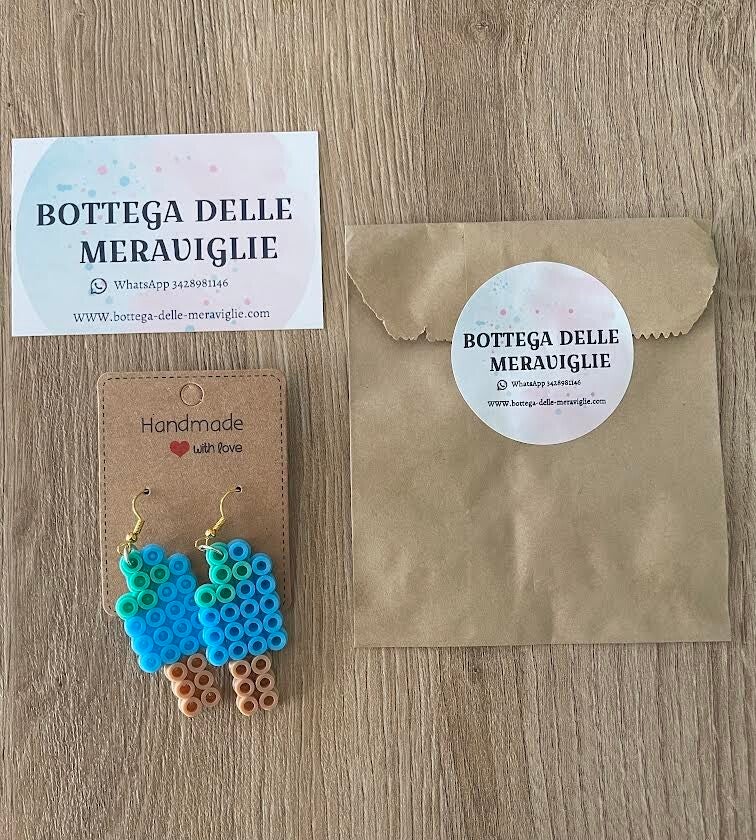 BOTTEGA DELLE
MERAVIGLIE
WhatsApp 3428981146
WWW.bottega-delle-meraviglie.com
Handmade
with love
BOTTEGA DELLE
MERAVIGLIE
WhatsApp 3428981146
WWW.bottega-delle-meraviglie.com